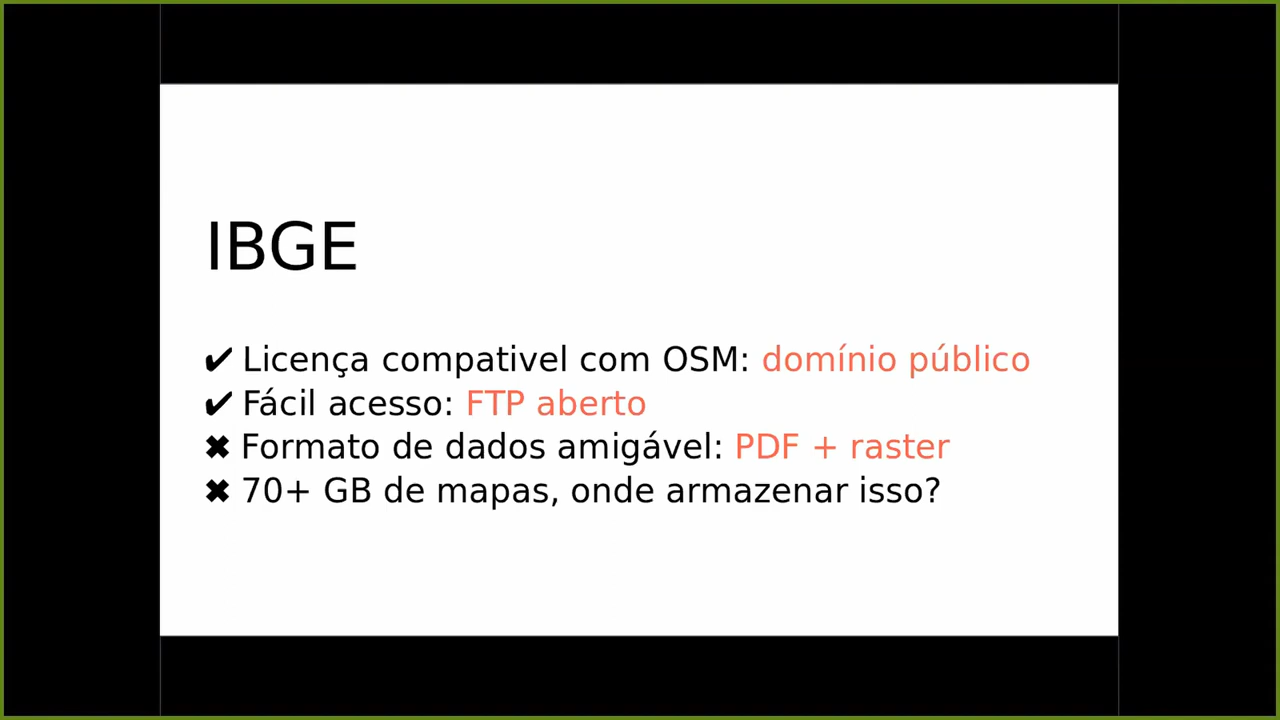 IBGE
✔ Licença compativel com OSM: domínio público
✔ Fácil acesso: FTP aberto
✖ Formato de dados amigável: PDF + raster
✖ 70+ GB de mapas, onde armazenar isso?